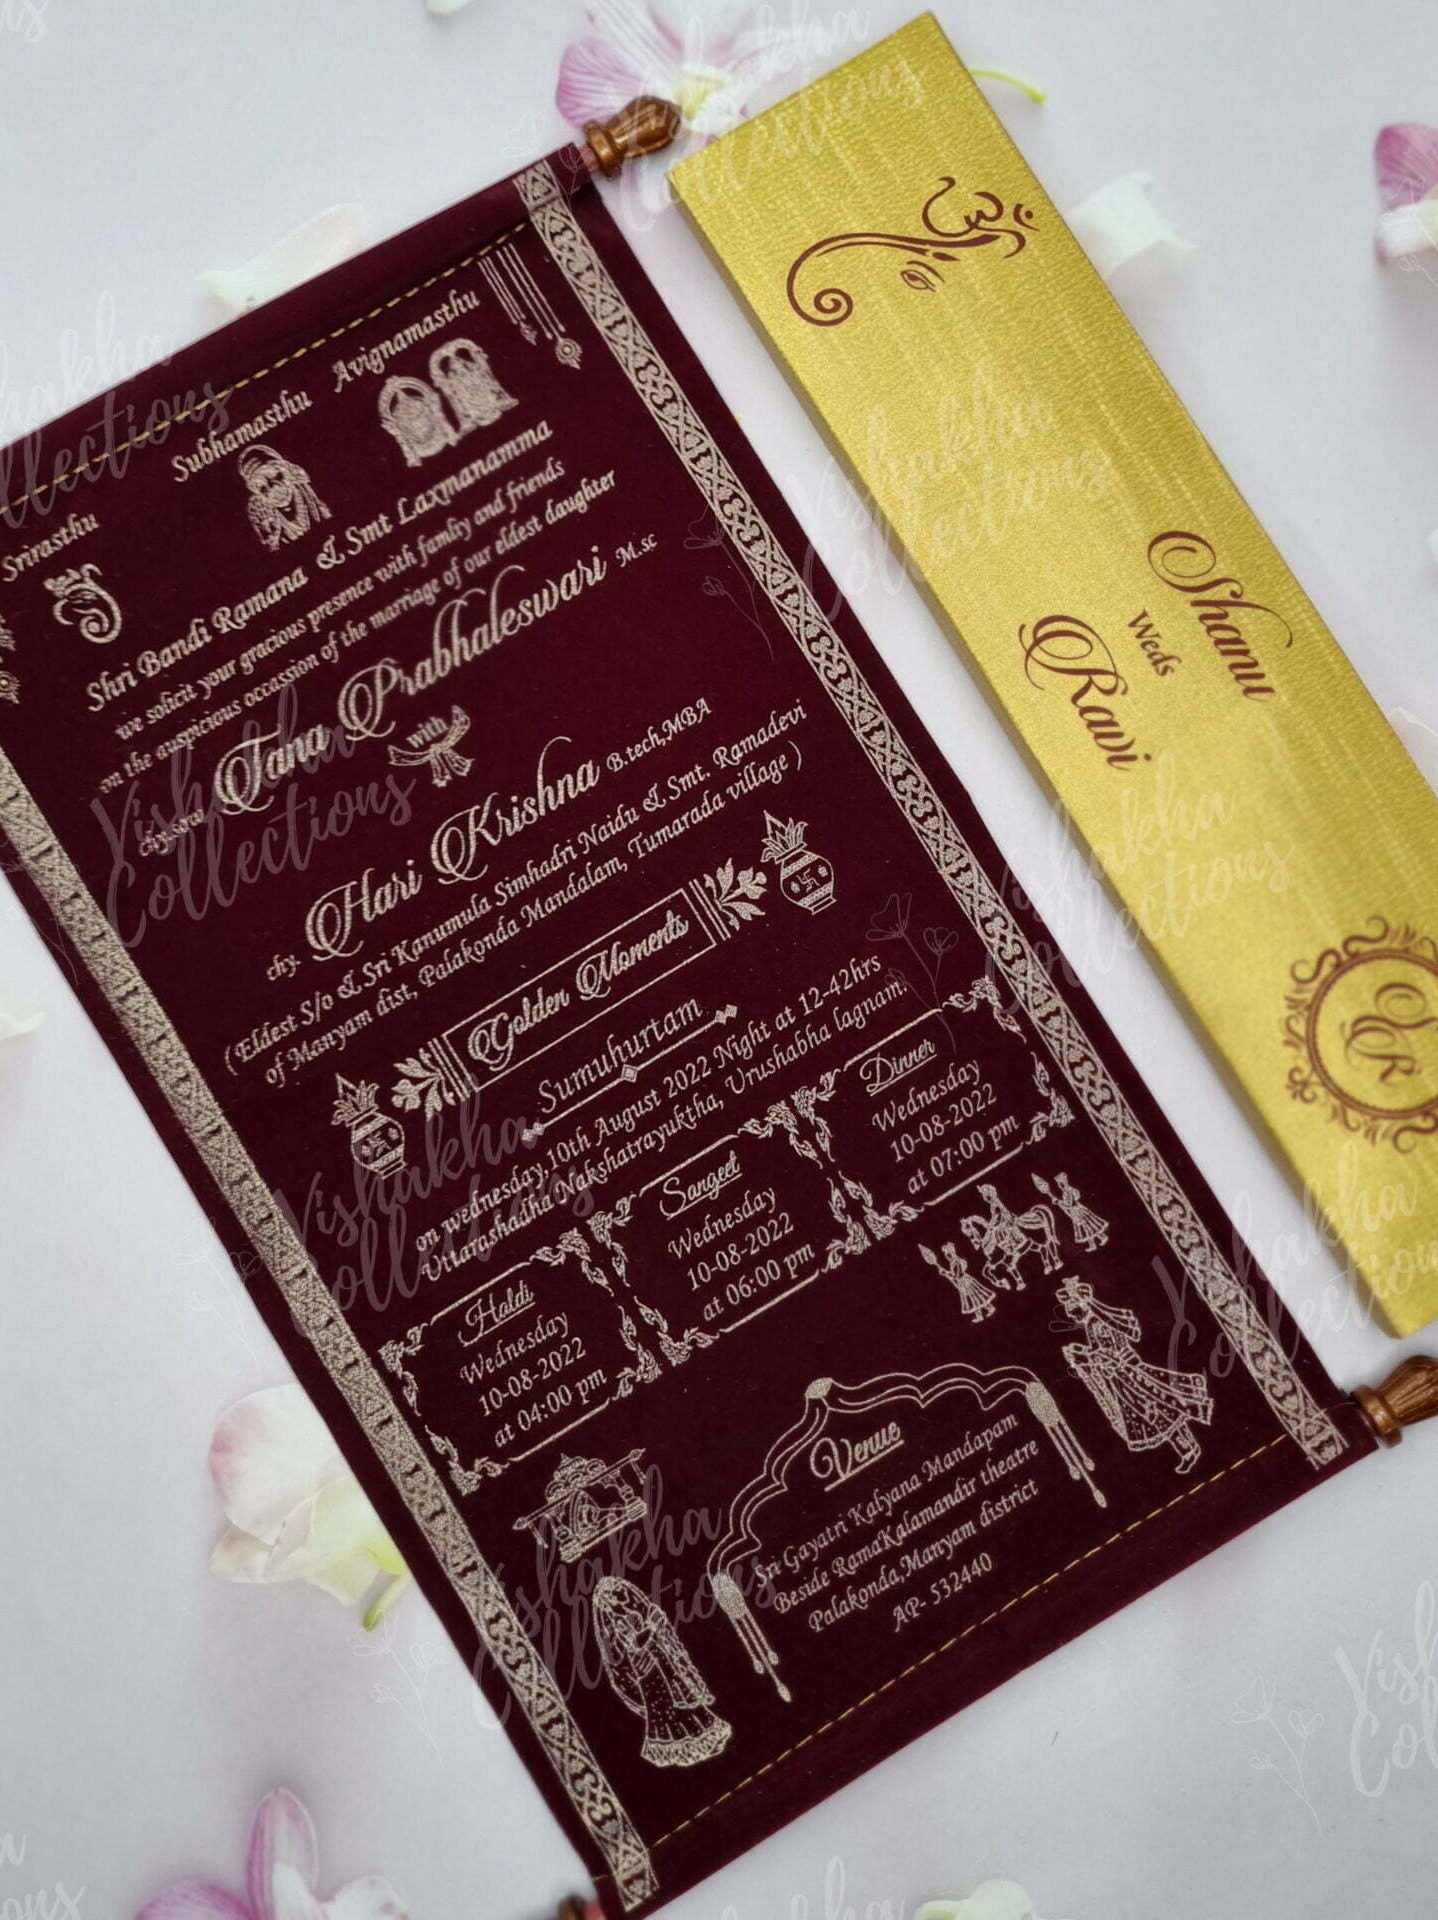 Srirasthu Subhamasthu Avignamasthu
Shri Bandi Ramana & Smt Laxmanamma
we solicit your gracious presence with family and friends
on the auspicious occassion of the marriage of our eldest daughter
chy.sow Tana Prabhaleswari M.sc
with
chy. Hari Krishna B.tech,MBA
(Eldest S/o & Sri Kanumula Simhadri Naidu & Smt. Ramadevi
of Manyam dist, Palakonda Mandalam, Tumarada village )
Golden Moments
Sumuhurtam
on wednesday,10th August 2022 Night at 12-42hrs
Uttarashadha Nakshatrayuktha, Urushabha lagnam.
Haldi
Wednesday
10-08-2022
at 04:00 pm
Sangeet
Wednesday
10-08-2022
at 06:00 pm
Dinner
Wednesday
10-08-2022
at 07:00 pm
Venue
Sri Gayatri Kalyana Mandapam
Beside RamaKalamandir theatre
Palakonda,Manyam district
AP- 532440
Shanu
Weds
Ravi
S
R
Vishakha
Collections